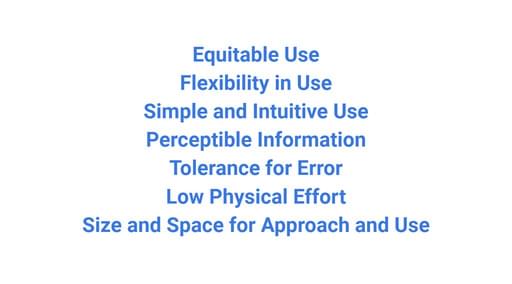 Equitable Use
Flexibility in Use
Simple and Intuitive Use
Perceptible Information
Tolerance for Error
Low Physical Effort
Size and Space for Approach and Use